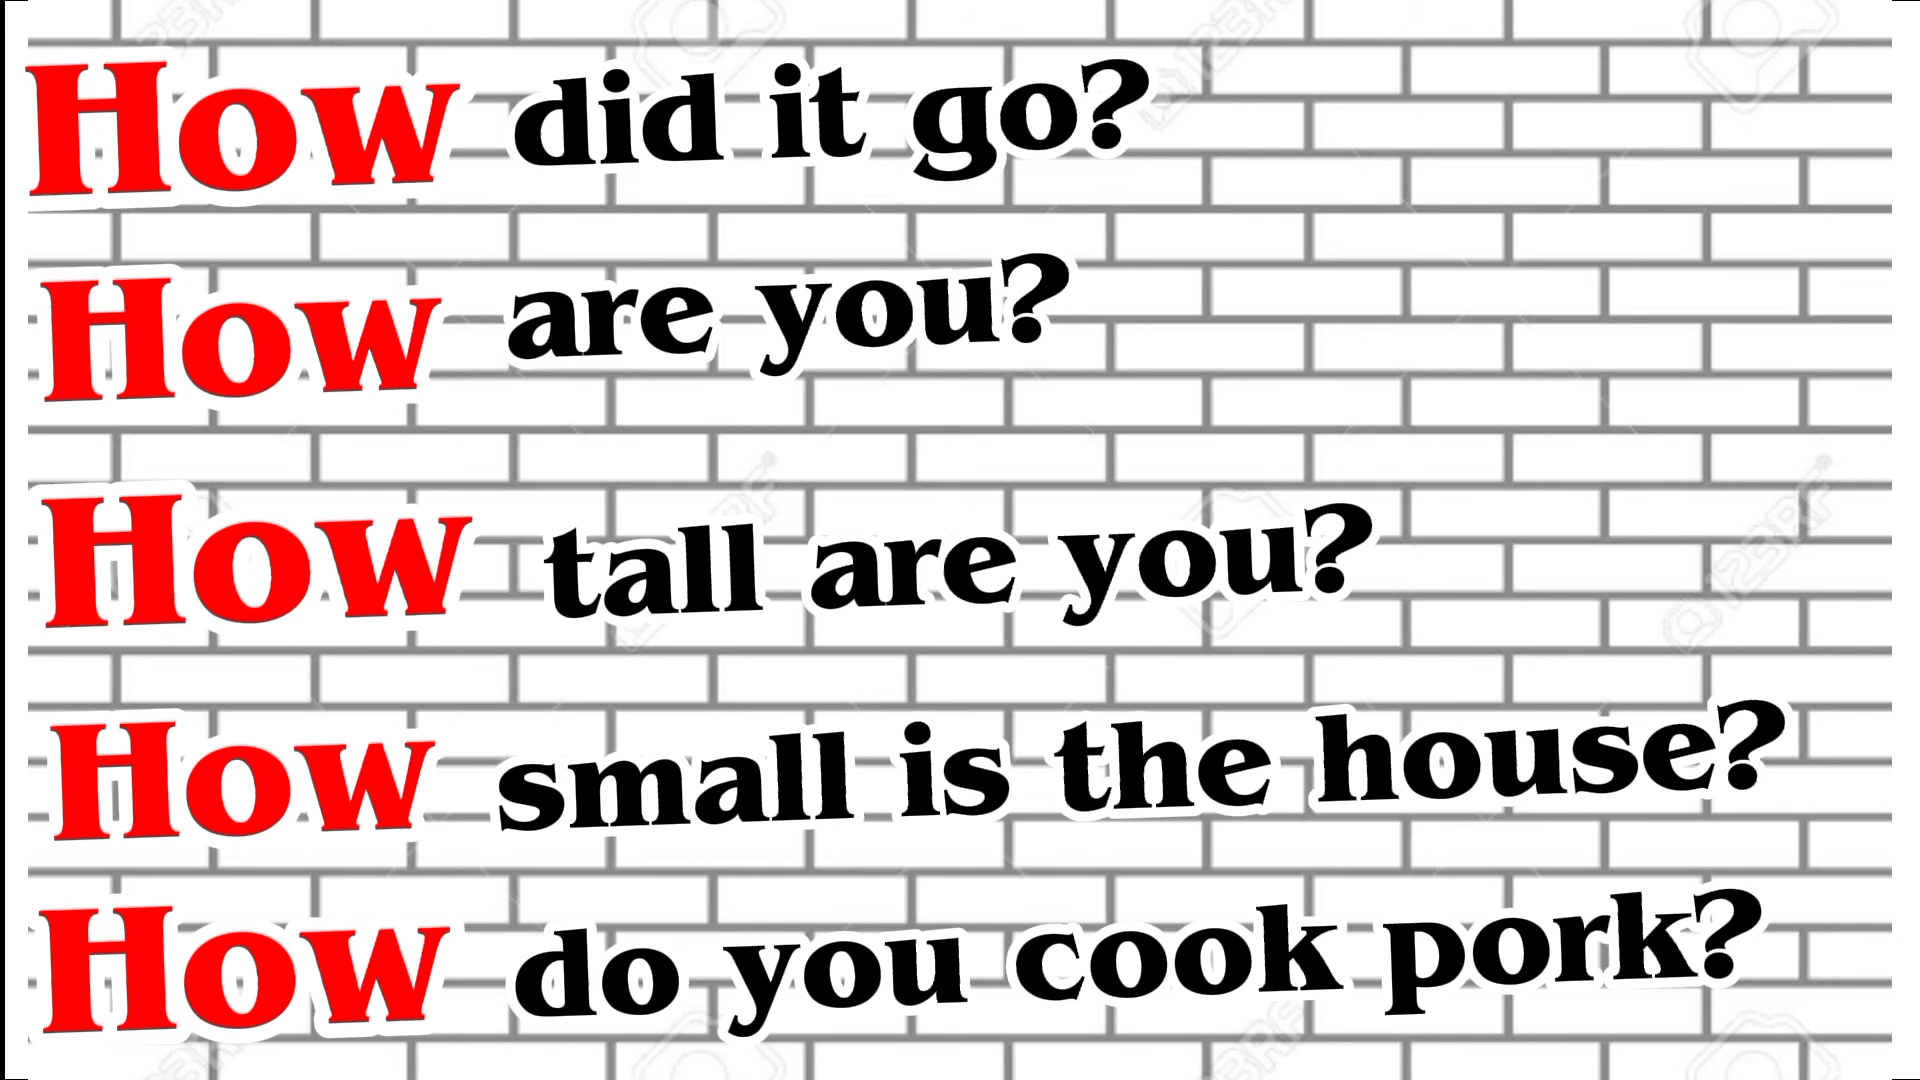 How did it go?
How are you?
How tall are you?
How small is the house?
How do you cook pork?
123RF